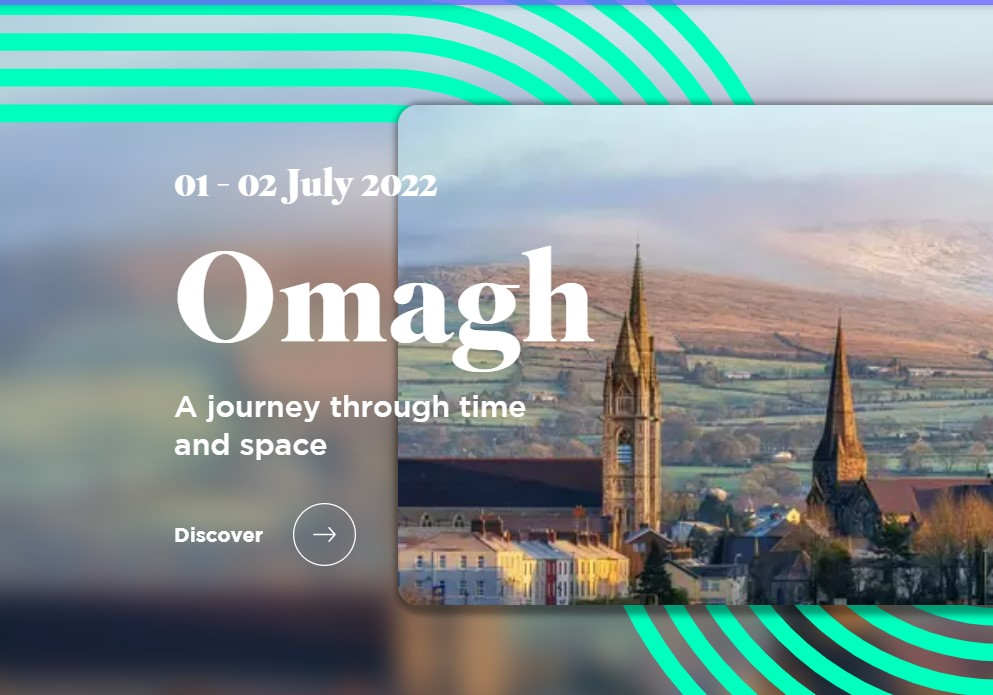 01 - 02 July 2022
Omagh
A journey through time
and space
Discover